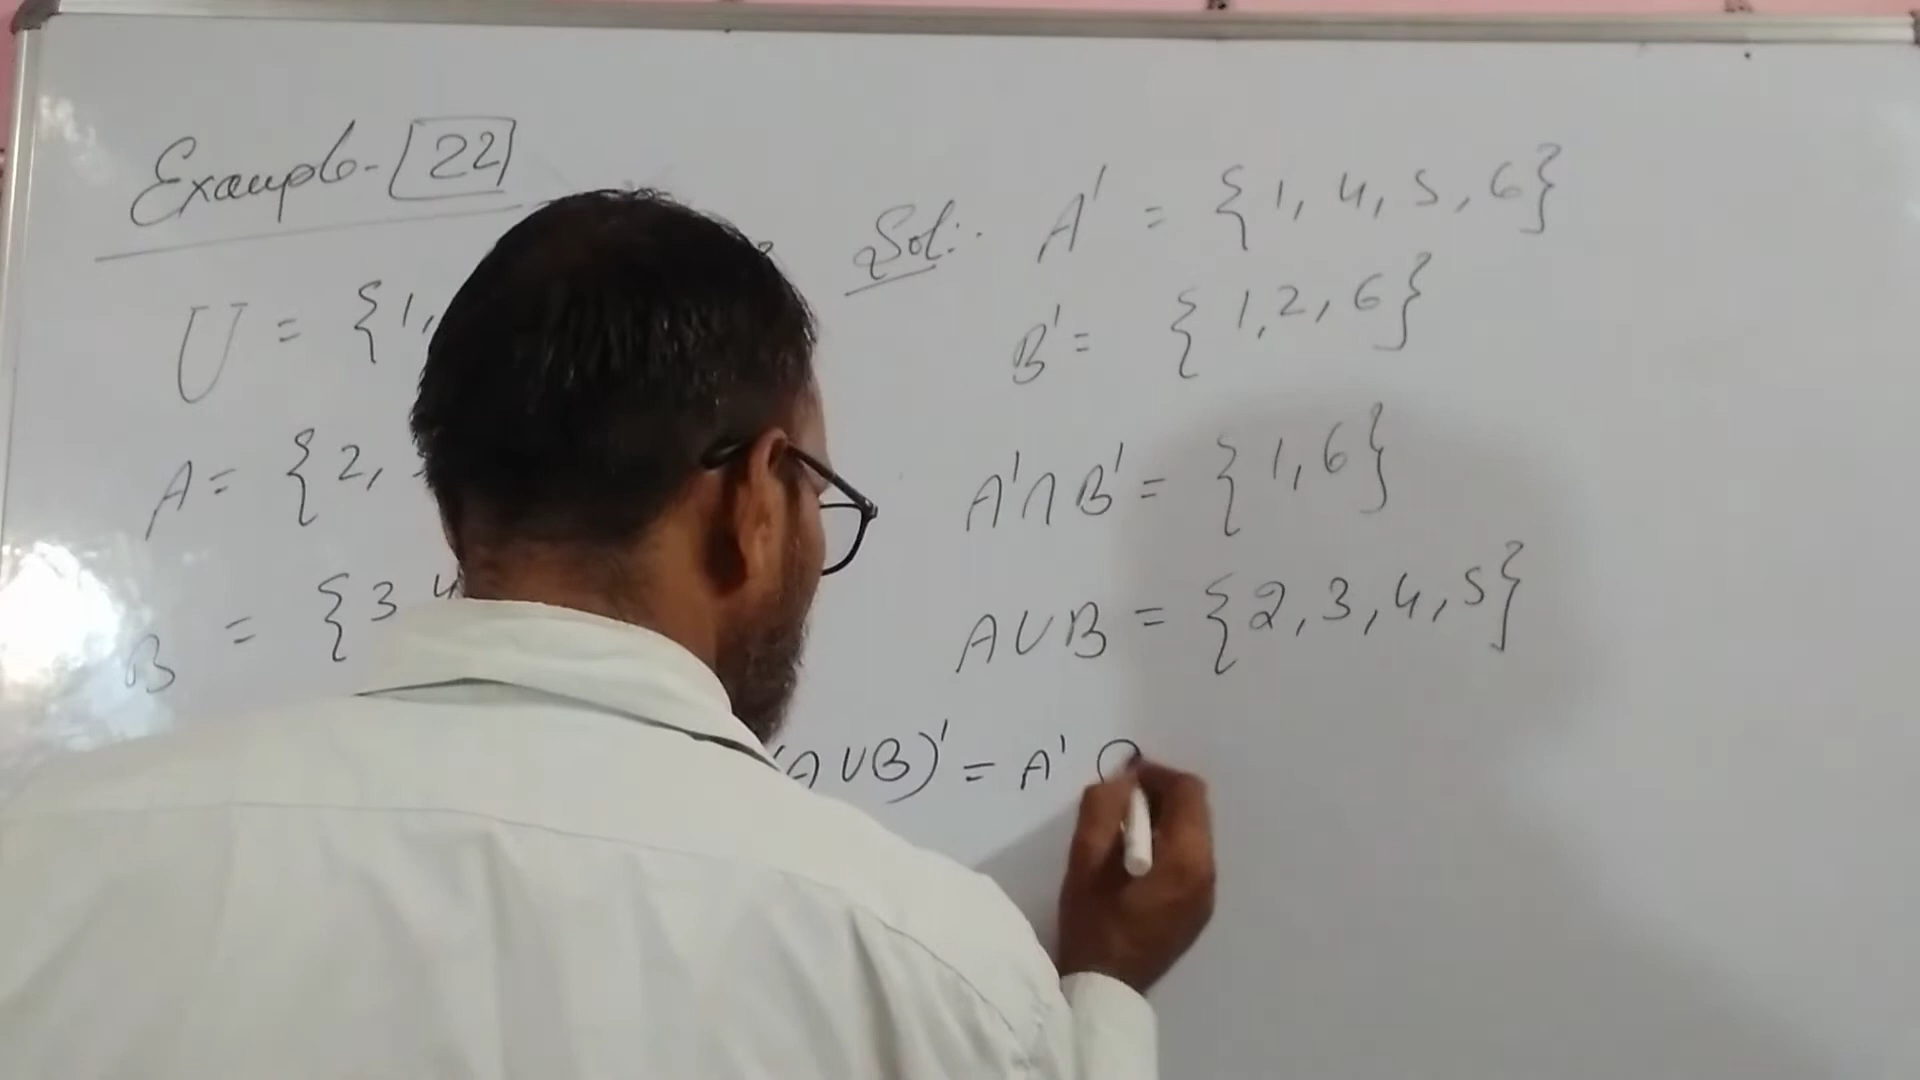 Example-[22]
U = {1,
A = {2,
B = {3 4
Sol:- A' = {1, 4, 5, 6}
B' = {1, 2, 6}
A'∩B' = {1, 6}
A∪B = {2, 3, 4, 5}
(A∪B)' = A' ∩